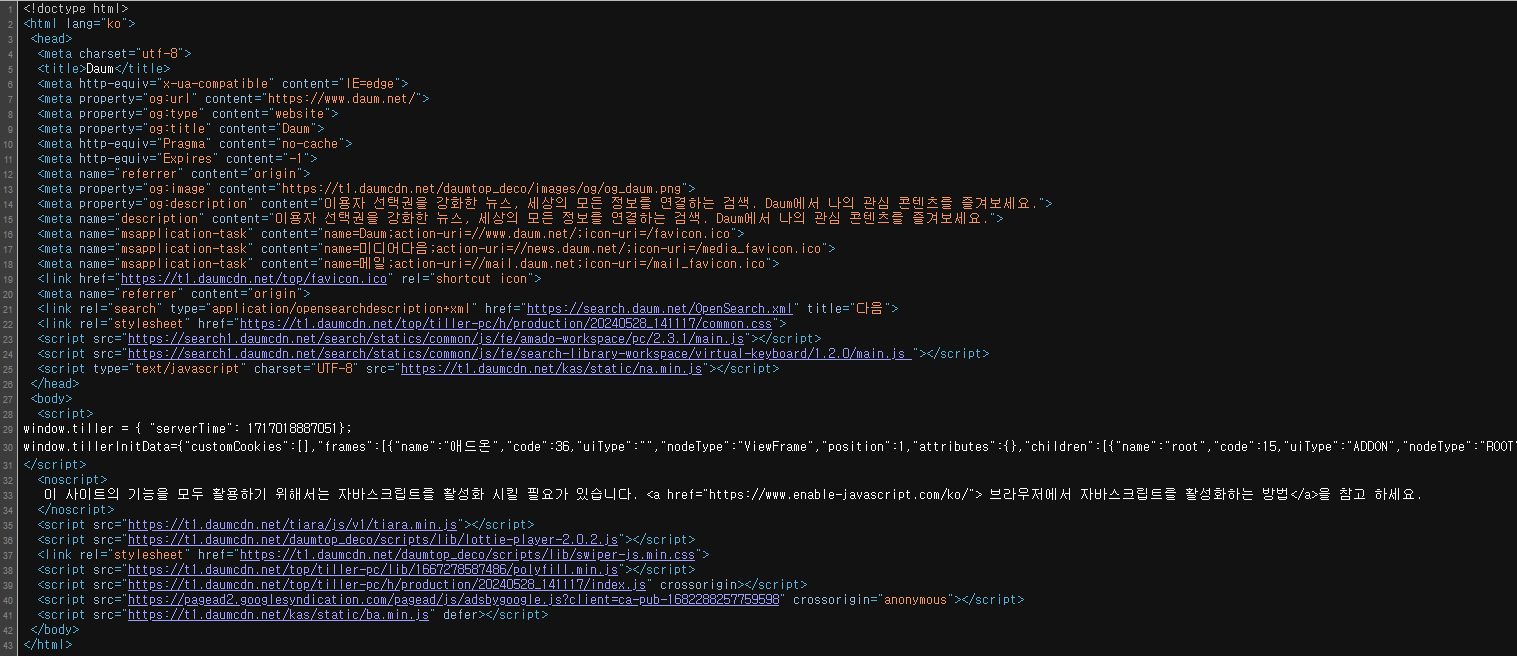 1 <!doctype html>
2 <html lang="ko">
3 <head>
4 <meta charset="utf-8">
5 <title>Daum</title>
6 <meta http-equiv="x-ua-compatible" content="IE=edge">
7 <meta property="og:url" content="https://www.daum.net/">
8 <meta property="og:type" content="website">
9 <meta property="og:title" content="Daum">
10 <meta http-equiv="Pragma" content="no-cache">
11 <meta http-equiv="Expires" content="-1">
12 <meta name="referrer" content="origin">
13 <meta property="og:image" content="https://t1.daumcdn.net/daumtop_deco/images/og/og_daum.png">
14 <meta property="og:description" content="이용자 선택권을 강화한 뉴스, 세상의 모든 정보를 연결하는 검색. Daum에서 나의 관심 콘텐츠를 즐겨보세요.">
15 <meta name="description" content="이용자 선택권을 강화한 뉴스, 세상의 모든 정보를 연결하는 검색. Daum에서 나의 관심 콘텐츠를 즐겨보세요.">
16 <meta name="msapplication-task" content="name=Daum;action-uri=//www.daum.net/;icon-uri=/favicon.ico">
17 <meta name="msapplication-task" content="name=미디어다음;action-uri=//news.daum.net/;icon-uri=/media_favicon.ico">
18 <meta name="msapplication-task" content="name=메일;action-uri=//mail.daum.net;icon-uri=/mail_favicon.ico">
19 <link href="https://t1.daumcdn.net/top/favicon.ico" rel="shortcut icon">
20 <meta name="referrer" content="origin">
21 <link rel="search" type="application/opensearchdescription+xml" href="https://search.daum.net/OpenSearch.xml" title="다음">
22 <link rel="stylesheet" href="https://t1.daumcdn.net/top/tiller-pc/h/production/20240528_141117/common.css">
23 <script src="https://search1.daumcdn.net/search/statics/common/js/fe/amado-workspace/pc/2.3.1/main.js"></script>
24 <script src="https://search1.daumcdn.net/search/statics/common/js/fe/search-library-workspace/virtual-keyboard/1.2.0/main.js "></script>
25 <script type="text/javascript" charset="UTF-8" src="https://t1.daumcdn.net/kas/static/na.min.js"></script>
26 </head>
27 <body>
28 <script>
29 window.tiller = { "serverTime": 1717018887051};
30 window.tillerInitData={"customCookies":[],"frames":[{"name":"애드온","code":36,"uiType":"","nodeType":"ViewFrame","position":1,"attributes":{},"children":[{"name":"root","code":15,"uiType":"ADDON","nodeType":"ROOT"
31 </script>
32 <noscript>
33 이 사이트의 기능을 모두 활용하기 위해서는 자바스크립트를 활성화 시킬 필요가 있습니다. <a href="https://www.enable-javascript.com/ko/"> 브라우저에서 자바스크립트를 활성화하는 방법</a>을 참고 하세요.
34 </noscript>
35 <script src="https://t1.daumcdn.net/tiara/js/v1/tiara.min.js"></script>
36 <script src="https://t1.daumcdn.net/daumtop_deco/scripts/lib/lottie-player-2.0.2.js"></script>
37 <link rel="stylesheet" href="https://t1.daumcdn.net/daumtop_deco/scripts/lib/swiper-js.min.css">
38 <script src="https://t1.daumcdn.net/top/tiller-pc/lib/1667278587486/polyfill.min.js"></script>
39 <script src="https://t1.daumcdn.net/top/tiller-pc/h/production/20240528_141117/index.js" crossorigin></script>
40 <script src="https://pagead2.googlesyndication.com/pagead/js/adsbygoogle.js?client=ca-pub-1682288257759598" crossorigin="anonymous"></script>
41 <script src="https://t1.daumcdn.net/kas/static/ba.min.js" defer></script>
42 </body>
43 </html>